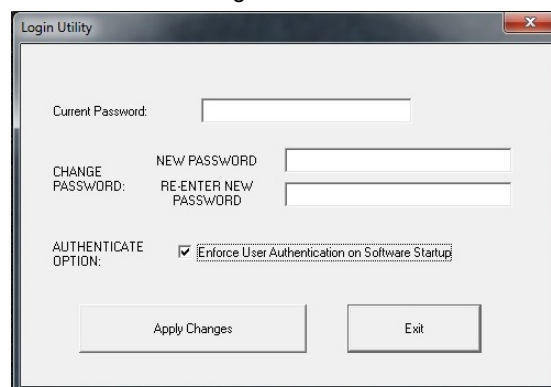 Login Utility
Current Password:
CHANGE
PASSWORD:
NEW PASSWORD
RE-ENTER NEW
PASSWORD
AUTHENTICATE
OPTION:
Enforce User Authentication on Software Startup
Apply Changes
Exit